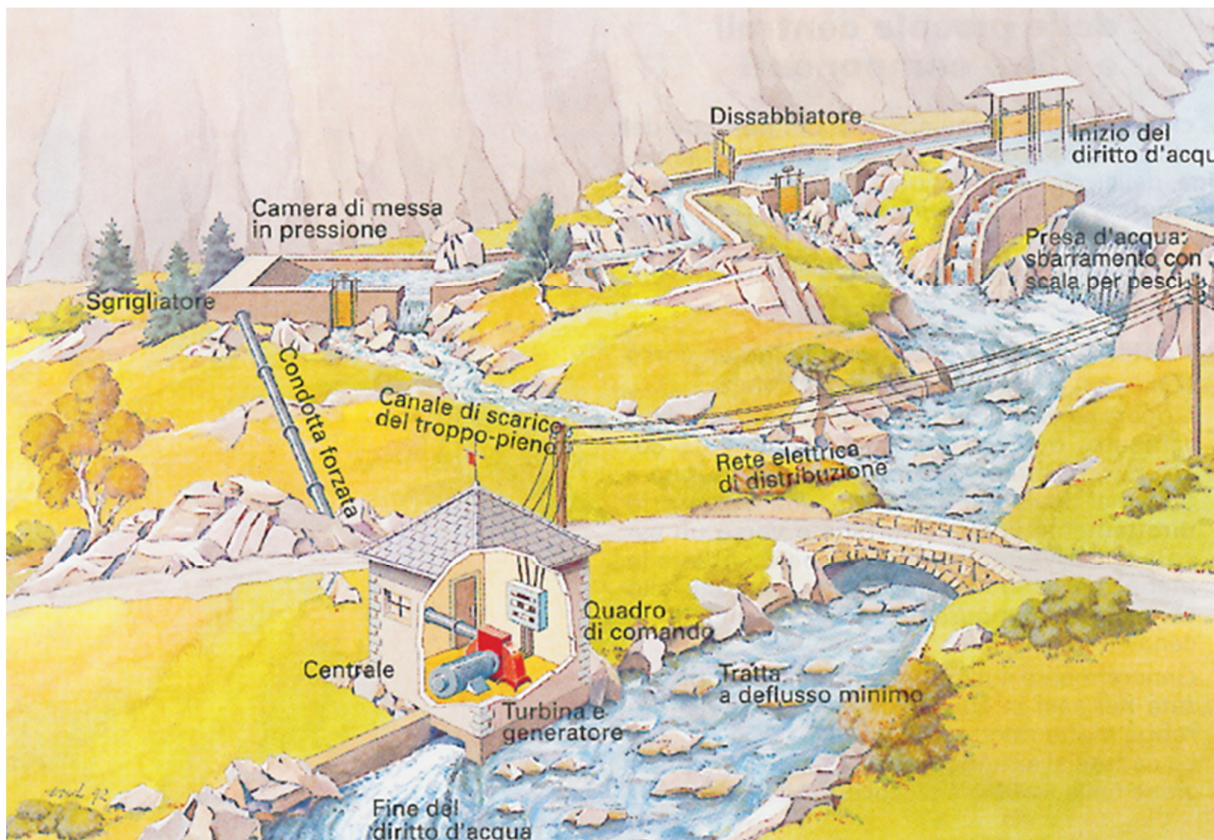 Dissabbiatore
Inizio del
diritto d'acqu
Camera di messa
in pressione
Presa d'acqua:
sbarramento con
scala per pesci
Sgrigliatore
Condotta forzata
Canale di scarico
del troppo-pieno
Rete elettrica
di distribuzione
Quadro
di comando
Centrale
Tratta
a deflusso minimo
Turbina e
generatore
Fine del
diritto d'acqua